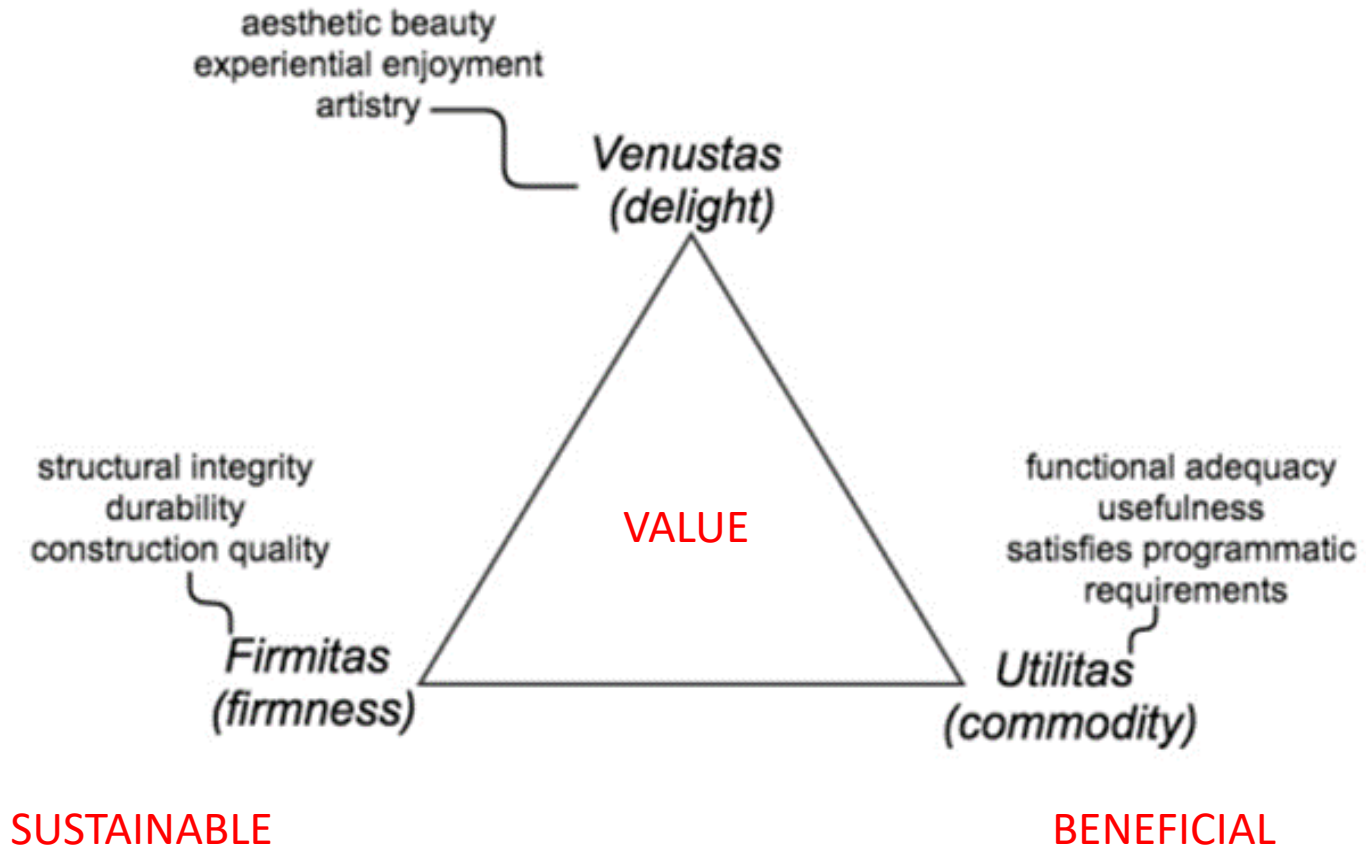 aesthetic beauty
experiential enjoyment
artistry
Venustas
(delight)
structural integrity
durability
construction quality
Firmitas
(firmness)
VALUE
functional adequacy
usefulness
satisfies programmatic
requirements
Utilitas
(commodity)
SUSTAINABLE
BENEFICIAL